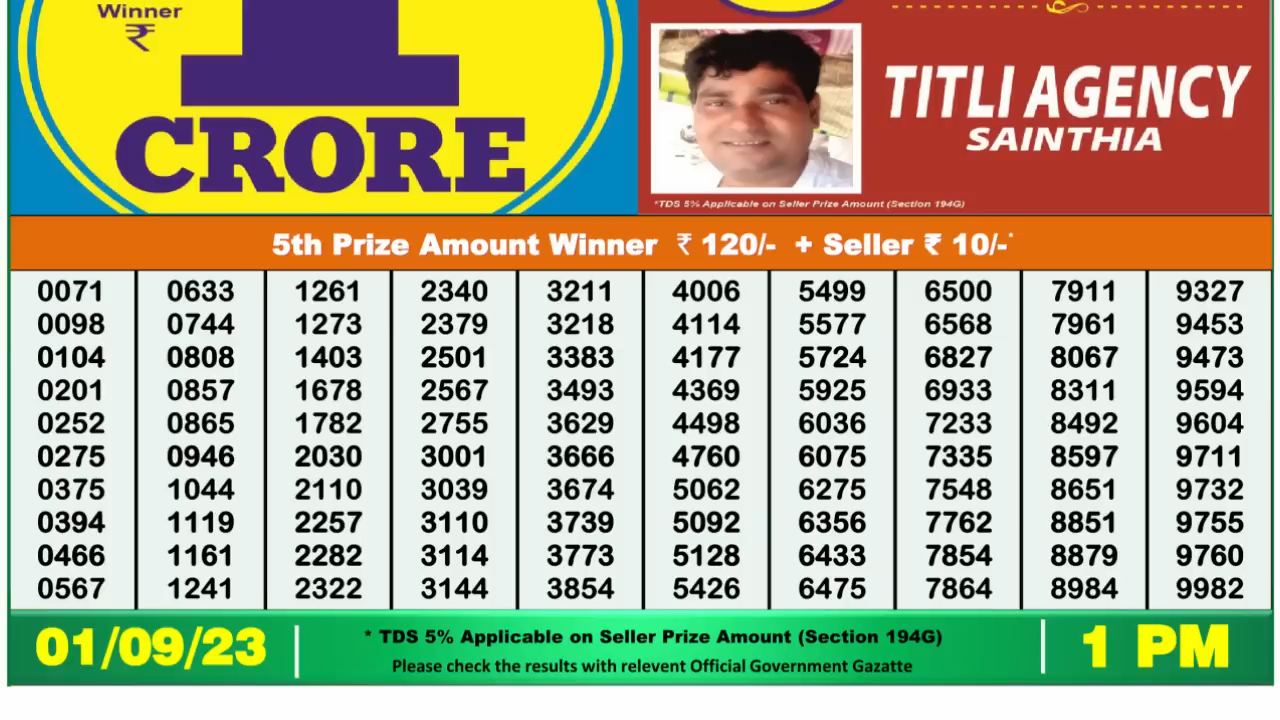 Winner
₹
1
CRORE
TITLI AGENCY
SAINTHIA
*TDS 5% Applicable on Seller Prize Amount (Section 194G)
5th Prize Amount Winner ₹ 120/- + Seller ₹ 10/-*
0071 0633 1261 2340 3211 4006 5499 6500 7911 9327
0098 0744 1273 2379 3218 4114 5577 6568 7961 9453
0104 0808 1403 2501 3383 4177 5724 6827 8067 9473
0201 0857 1678 2567 3493 4369 5925 6933 8311 9594
0252 0865 1782 2755 3629 4498 6036 7233 8492 9604
0275 0946 2030 3001 3666 4760 6075 7335 8597 9711
0375 1044 2110 3039 3674 5062 6275 7548 8651 9732
0394 1119 2257 3110 3739 5092 6356 7762 8851 9755
0466 1161 2282 3114 3773 5128 6433 7854 8879 9760
0567 1241 2322 3144 3854 5426 6475 7864 8984 9982
01/09/23
* TDS 5% Applicable on Seller Prize Amount (Section 194G)
Please check the results with relevent Official Government Gazatte
1 PM